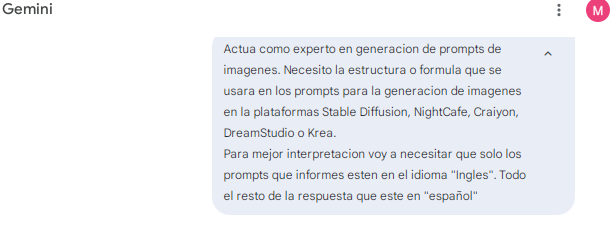 Gemini
M
Actua como experto en generacion de prompts de
imagenes. Necesito la estructura o formula que se
usara en los prompts para la generacion de imagenes
en la plataformas Stable Diffusion, NightCafe, Craiyon,
DreamStudio o Krea.
Para mejor interpretacion voy a necesitar que solo los
prompts que informes esten en el idioma "Ingles". Todo
el resto de la respuesta que este en "español"